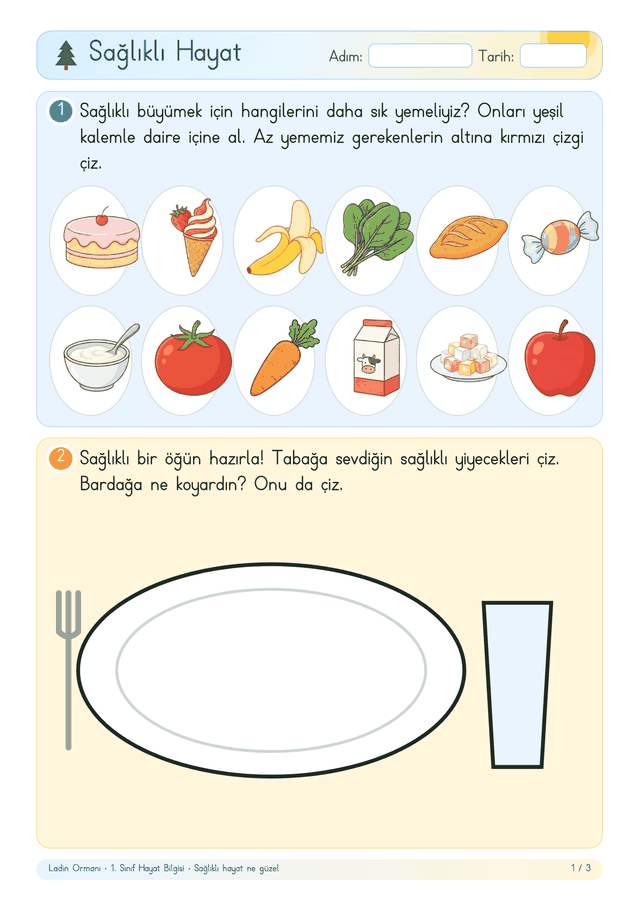 Sağlıklı Hayat
Adım:
Tarih:
1
Sağlıklı büyümek için hangilerini daha sık yemeliyiz? Onları yeşil
kalemle daire içine al. Az yememiz gerekenlerin altına kırmızı çizgi
çiz.
2
Sağlıklı bir öğün hazırla! Tabağa sevdiğin sağlıklı yiyecekleri çiz.
Bardağa ne koyardın? Onu da çiz.
Ladin Ormanı • 1. Sınıf Hayat Bilgisi • Sağlıklı hayat ne güzel
1 / 3